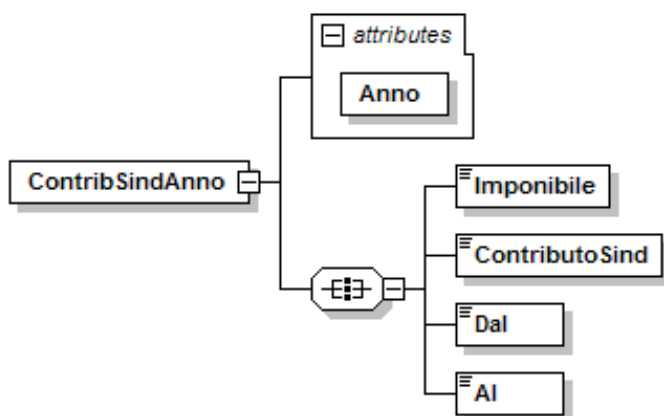 attributes
Anno
ContribSindAnno
Imponibile
ContributoSind
Dal
Al